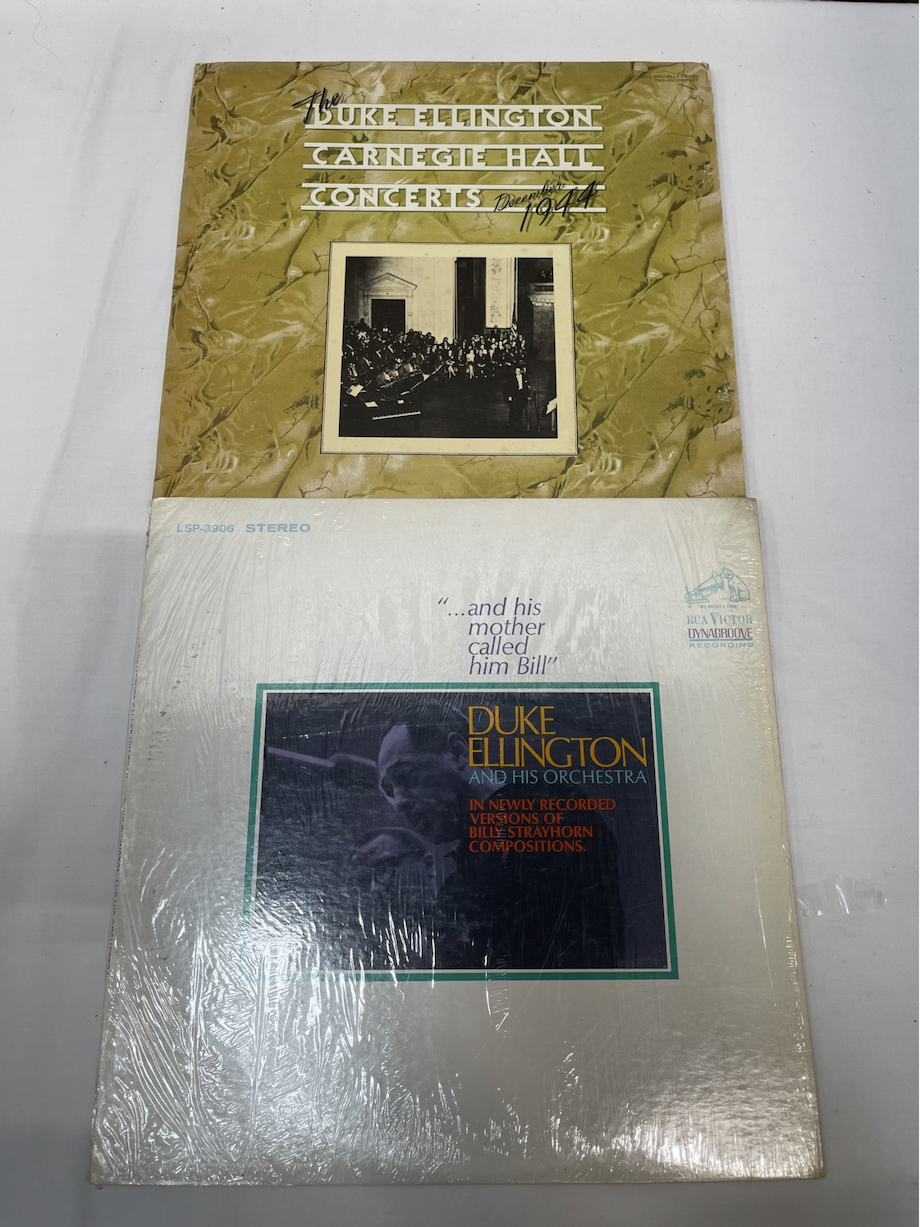 The
DUKE ELLINGTON
CARNEGIE HALL
CONCERTS December
1944
LSP-3906 STEREO
"...and his
mother
called
him Bill"
RCA VICTOR
DYNAGROOVE
RECORDING
DUKE
ELLINGTON
AND HIS ORCHESTRA
IN NEWLY RECORDED
VERSIONS OF
BILLY STRAYHORN
COMPOSITIONS.